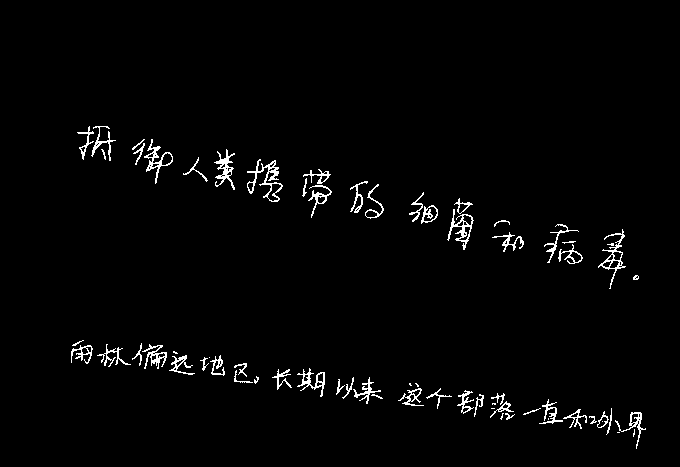 抵御人类携带的细菌和病毒。
雨林偏远地区,长期以来这个部落一直和外界